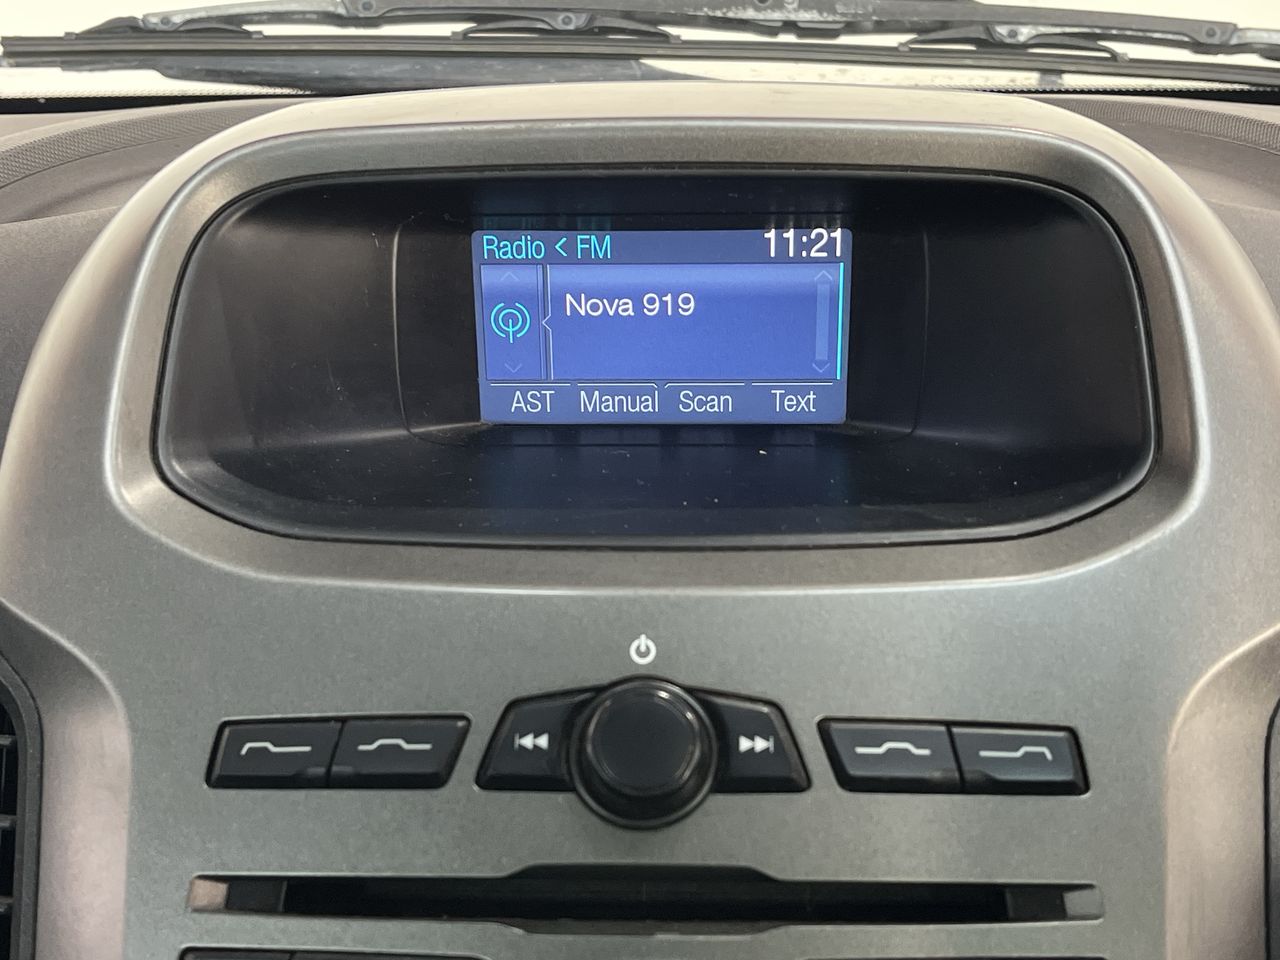 Radio < FM 11:21
Nova 919
AST Manual Scan Text